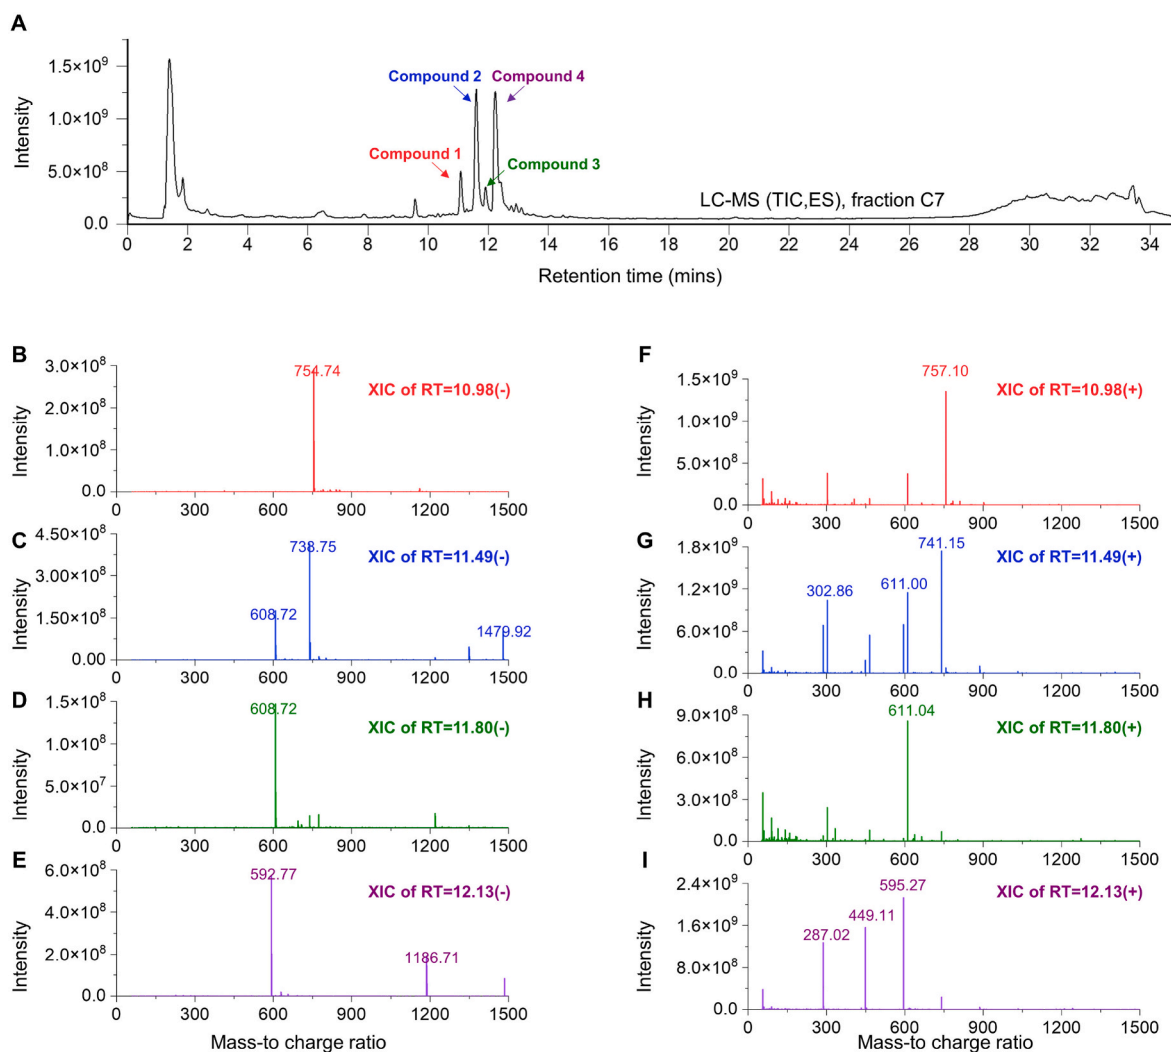 A
Intensity
1.5×10⁹
1.0×10⁹
5.0×10⁸
0.0
Compound 1
Compound 2
Compound 4
Compound 3
LC-MS (TIC,ES), fraction C7
0 2 4 6 8 10 12 14 16 18 20 22 24 26 28 30 32 34
Retention time (mins)
B
Intensity
3.0×10⁸
2.0×10⁸
1.0×10⁸
0.0
754.74
XIC of RT=10.98(-)
0 300 600 900 1200 1500
F
Intensity
1.5×10⁹
5.0×10⁸
0.0
757.10
XIC of RT=10.98(+)
0 300 600 900 1200 1500
C
Intensity
4.50×10⁸
300×10⁸
150×10⁸
0.00
608.72
738.75
1479.92
XIC of RT=11.49(-)
0 300 600 900 1200 1500
G
Intensity
1.8×10⁹
1.2×10⁹
6.0×10⁸
0.0
302.86
611.00
741.15
XIC of RT=11.49(+)
0 300 600 900 1200 1500
D
Intensity
1.5×10⁸
1.0×10⁸
5.0×10⁷
0.0
608.72
XIC of RT=11.80(-)
0 300 600 900 1200 1500
H
Intensity
9.0×10⁸
6.0×10⁸
3.0×10⁸
0.0
611.04
XIC of RT=11.80(+)
0 300 600 900 1200 1500
E
Intensity
6.0×10⁸
4.0×10⁸
2.0×10⁸
0.0
592.77
1186.71
XIC of RT=12.13(-)
0 300 600 900 1200 1500
Mass-to charge ratio
I
Intensity
2.4×10⁹
1.6×10⁹
8.0×10⁸
0.0
287.02
449.11
595.27
XIC of RT=12.13(+)
0 300 600 900 1200 1500
Mass-to charge ratio